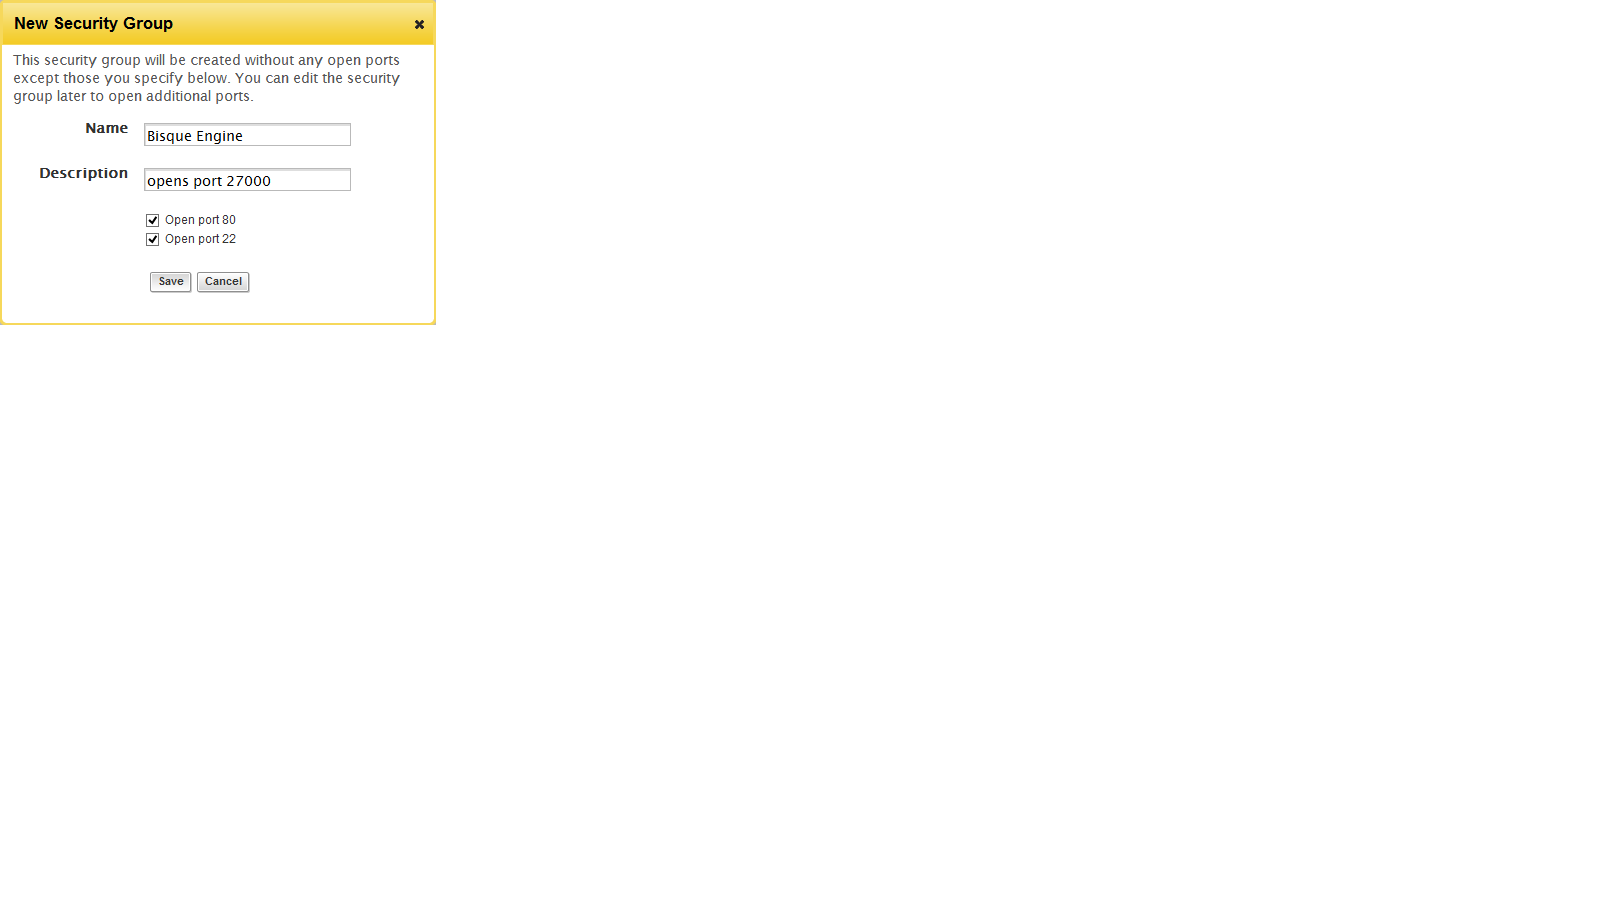 New Security Group
This security group will be created without any open ports
except those you specify below. You can edit the security
group later to open additional ports.
Name
Bisque Engine
Description
opens port 27000
Open port 80
Open port 22
Save Cancel